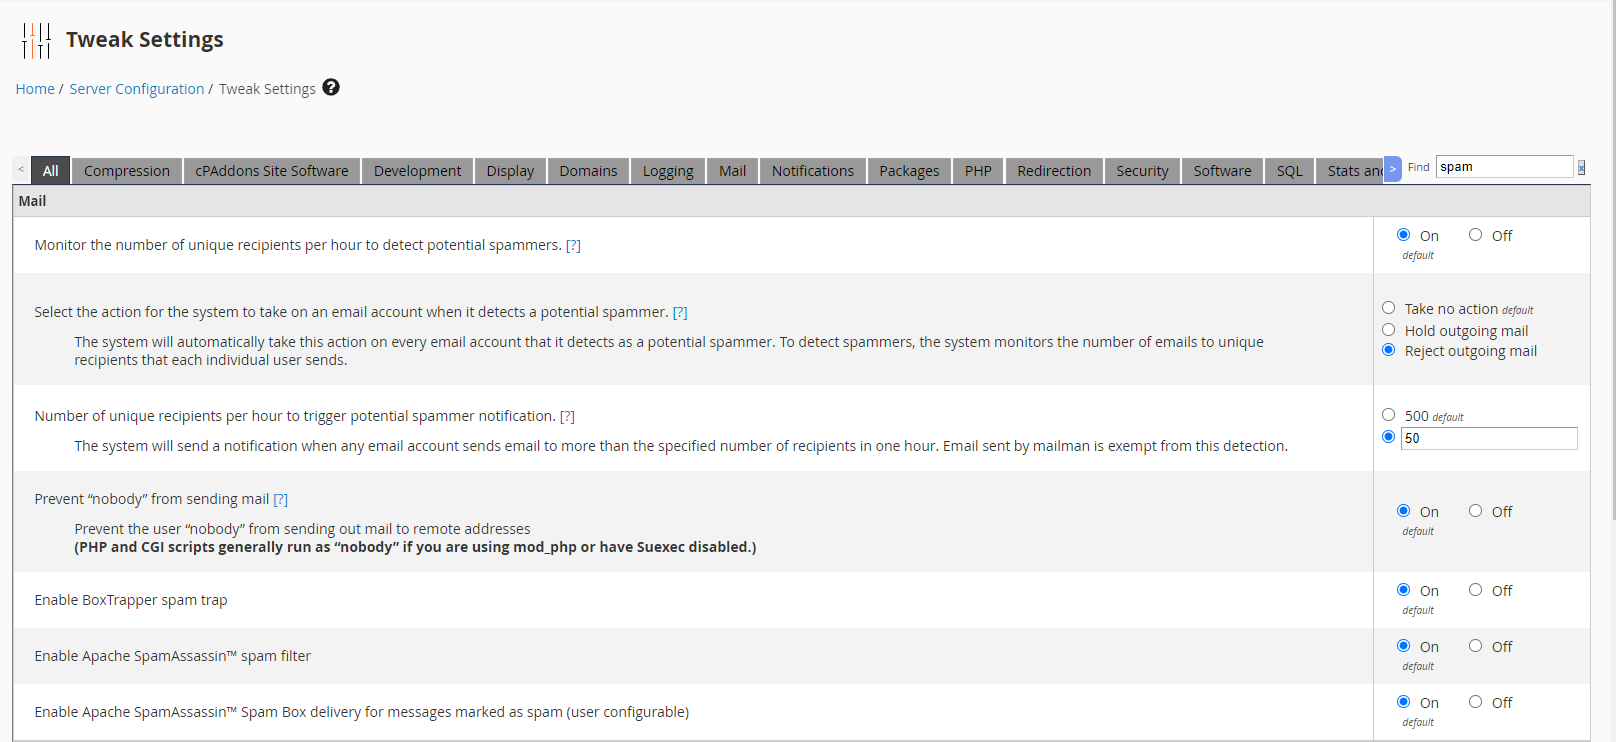 Tweak Settings
Home / Server Configuration / Tweak Settings ?
< All Compression cPAddons Site Software Development Display Domains Logging Mail Notifications Packages PHP Redirection Security Software SQL Stats and > Find spam x
Mail
Monitor the number of unique recipients per hour to detect potential spammers. [?]
On Off
default
Select the action for the system to take on an email account when it detects a potential spammer. [?]
The system will automatically take this action on every email account that it detects as a potential spammer. To detect spammers, the system monitors the number of emails to unique
recipients that each individual user sends.
Take no action default
Hold outgoing mail
Reject outgoing mail
Number of unique recipients per hour to trigger potential spammer notification. [?]
The system will send a notification when any email account sends email to more than the specified number of recipients in one hour. Email sent by mailman is exempt from this detection.
500 default
50
Prevent “nobody” from sending mail [?]
Prevent the user “nobody” from sending out mail to remote addresses
(PHP and CGI scripts generally run as “nobody” if you are using mod_php or have Suexec disabled.)
On Off
default
Enable BoxTrapper spam trap
On Off
default
Enable Apache SpamAssassin™ spam filter
On Off
default
Enable Apache SpamAssassin™ Spam Box delivery for messages marked as spam (user configurable)
On Off
default